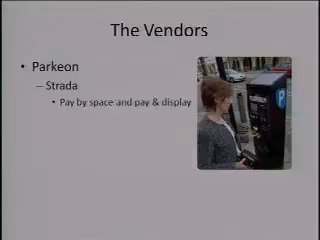 The Vendors
• Parkeon
– Strada
• Pay by space and pay & display